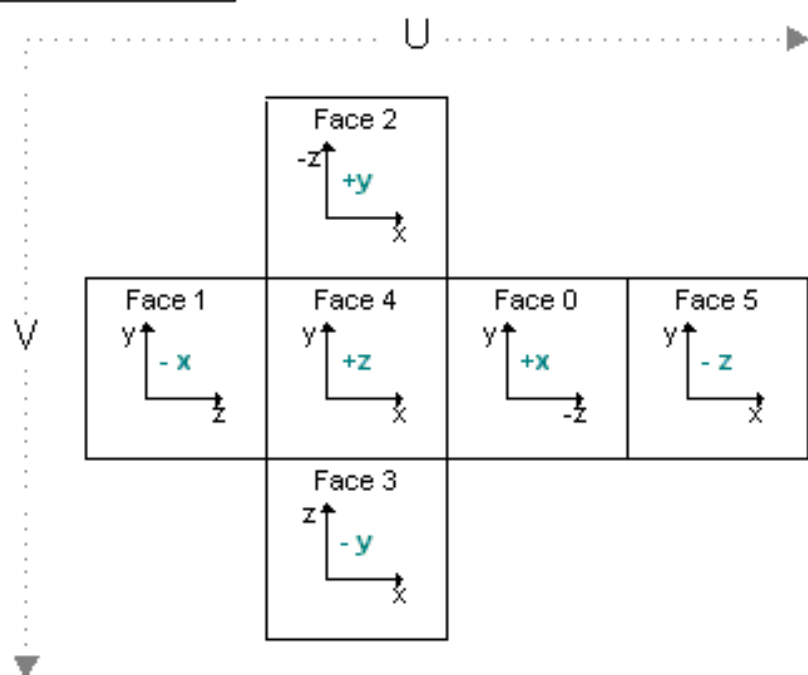 U
V
Face 2
-z
+y
x
Face 1
y
- x
z
Face 4
y
+z
x
Face 0
y
+x
-z
Face 5
y
- z
x
Face 3
z
- y
x